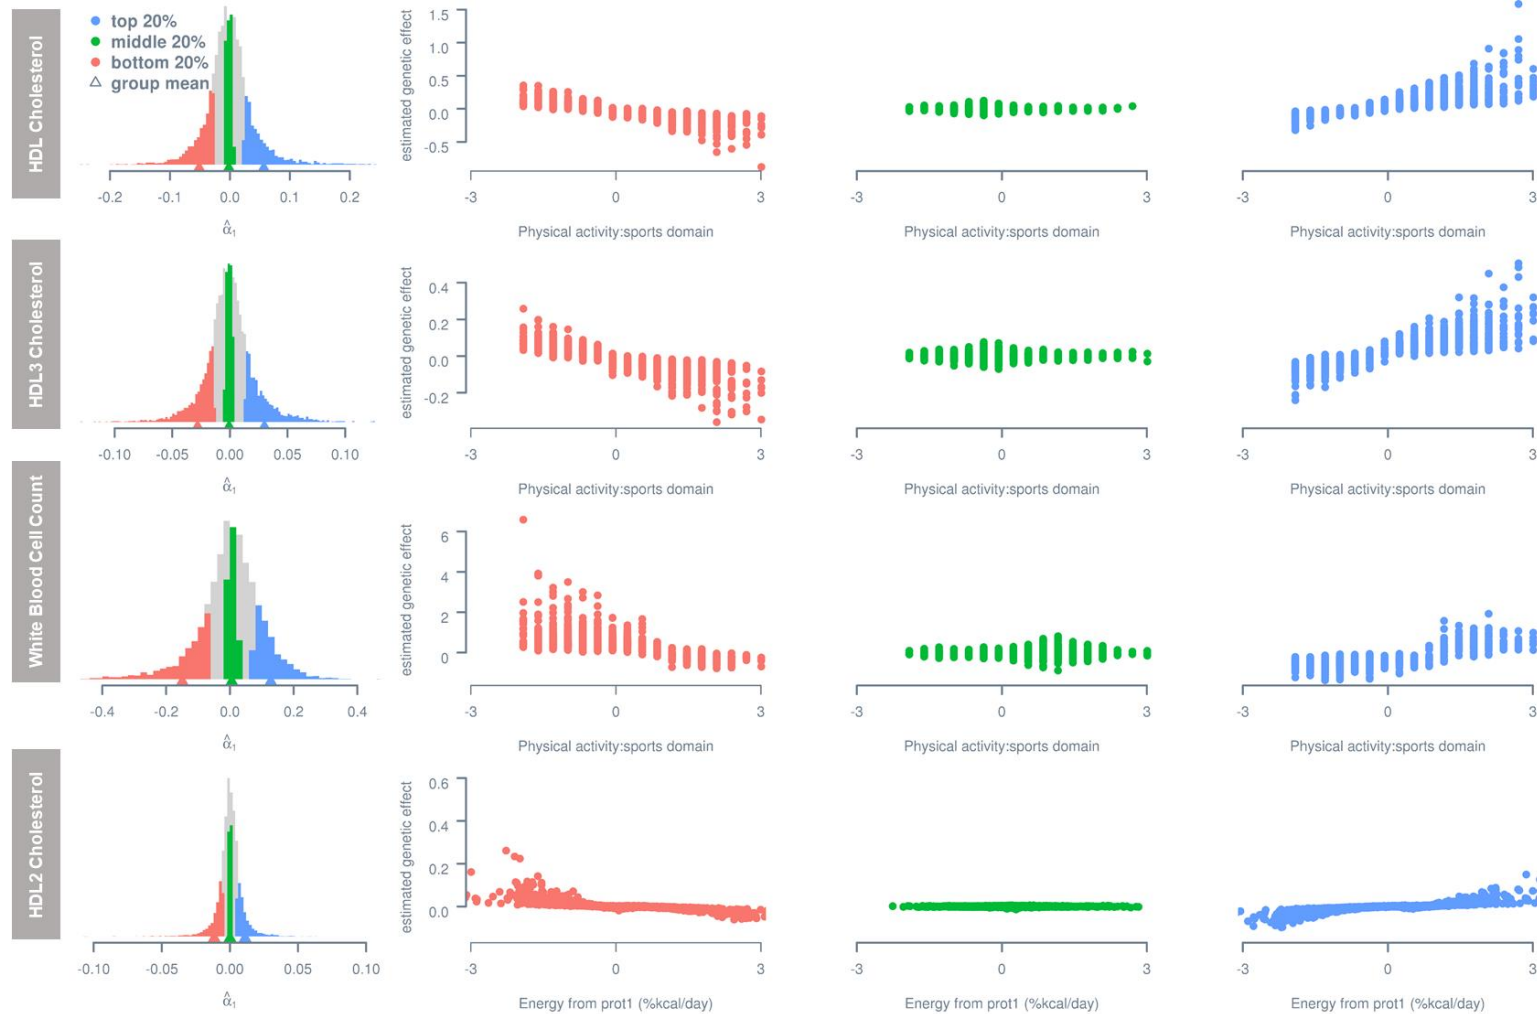 HDL Cholesterol
top 20%
middle 20%
bottom 20%
group mean
-0.2 -0.1 0.0 0.1 0.2
α̂₁
estimated genetic effect
1.5
1.0
0.5
0.0
-0.5
-3 0 3
Physical activity:sports domain
-3 0 3
Physical activity:sports domain
-3 0 3
Physical activity:sports domain
HDL3 Cholesterol
-0.10 -0.05 0.00 0.05 0.10
α̂₁
estimated genetic effect
0.4
0.2
0.0
-0.2
-3 0 3
Physical activity:sports domain
-3 0 3
Physical activity:sports domain
-3 0 3
Physical activity:sports domain
White Blood Cell Count
-0.4 -0.2 0.0 0.2 0.4
α̂₁
estimated genetic effect
6
4
2
0
-3 0 3
Physical activity:sports domain
-3 0 3
Physical activity:sports domain
-3 0 3
Physical activity:sports domain
HDL2 Cholesterol
-0.10 -0.05 0.00 0.05 0.10
α̂₁
estimated genetic effect
0.6
0.4
0.2
0.0
-3 0 3
Energy from prot1 (%kcal/day)
-3 0 3
Energy from prot1 (%kcal/day)
-3 0 3
Energy from prot1 (%kcal/day)